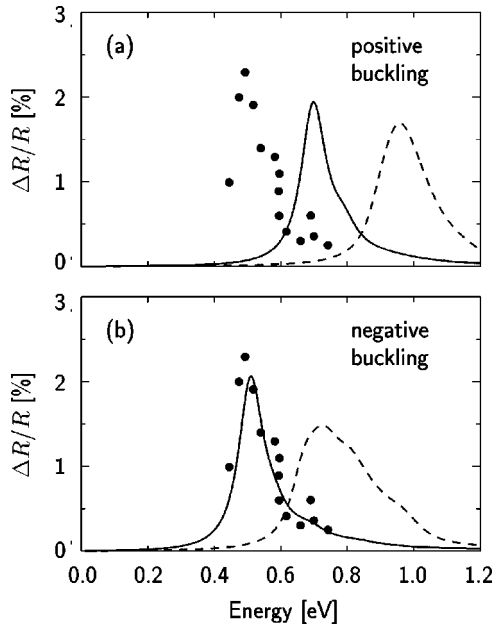 3
(a)
positive
buckling
2
ΔR/R [%]
1
0
3
(b)
negative
buckling
2
ΔR/R [%]
1
0
0.0 0.2 0.4 0.6 0.8 1.0 1.2
Energy [eV]